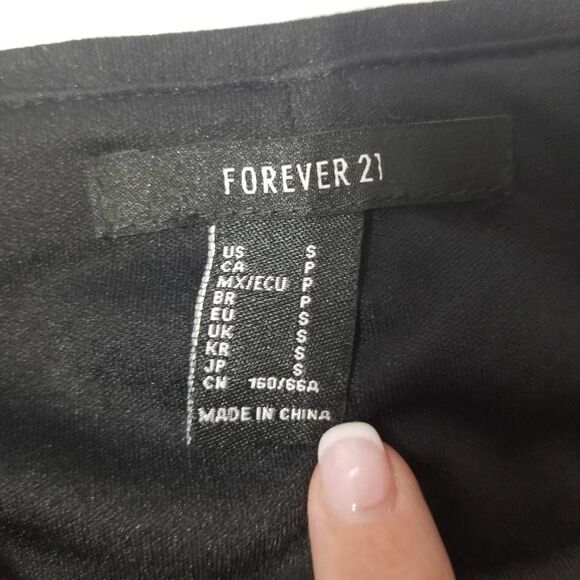 FOREVER 21
US S
CA P
MX/ECU P
BR P
EU S
UK S
KR S
JP S
CN 160/66A
MADE IN CHINA